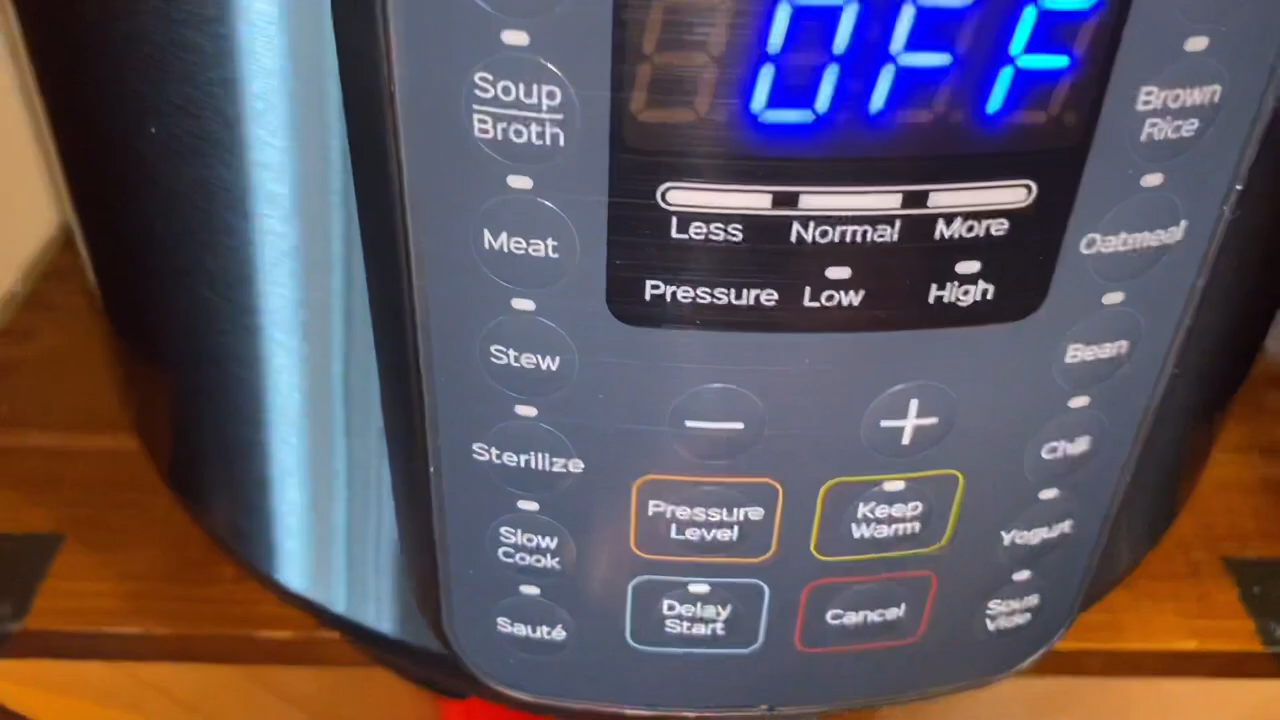 OFF
Soup
Broth
Brown
Rice
Less Normal More
Meat
Oatmeal
Pressure Low High
Stew
Bean
− +
Sterilize
Chili
Pressure
Level
Keep
Warm
Slow
Cook
Yogurt
Sauté
Delay
Start
Cancel
Sous
Vide